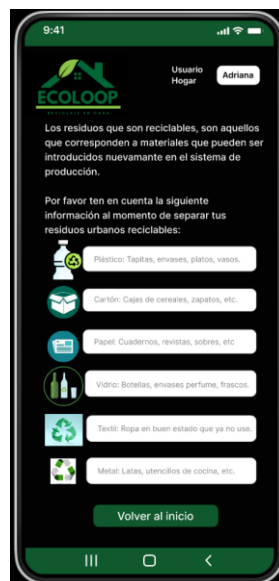 9:41
ECOLOOP
RECICLAJE EN CASA
Usuario
Hogar
Adriana
Los residuos que son reciclables, son aquellos
que corresponden a materiales que pueden ser
introducidos nuevamante en el sistema de
producción.
Por favor ten en cuenta la siguiente
información al momento de separar tus
residuos urbanos reciclables:
Plástico: Tapitas, envases, platos, vasos.
Cartón: Cajas de cereales, zapatos, etc.
Papel: Cuadernos, revistas, sobres, etc
Vidrio: Botellas, envases perfume, frascos.
Textil: Ropa en buen estado que ya no use.
Metal: Latas, utencilios de cocina, etc.
Volver al inicio